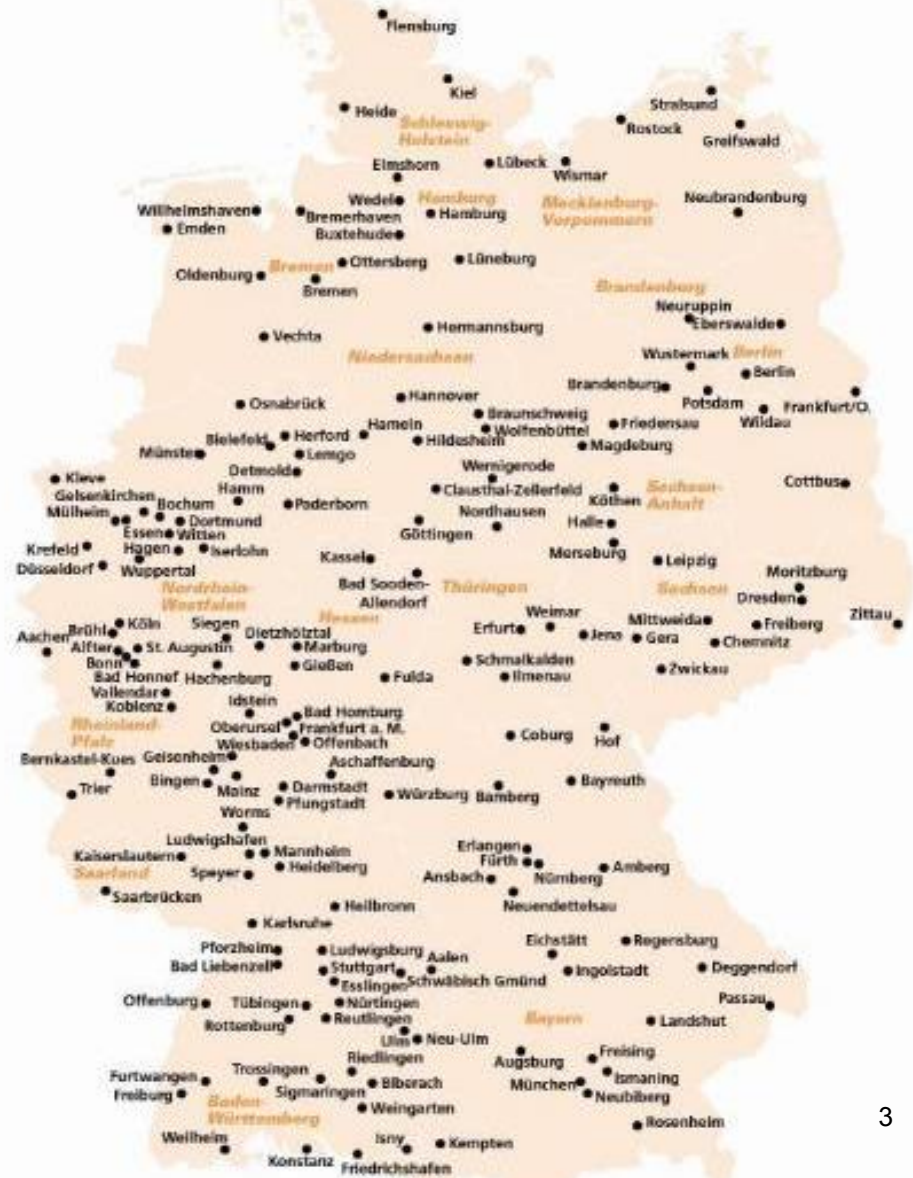 Flensburg
Kiel
Stralsund
Heide
Rostock
Greifswald
Schleswig-
Holstein
Elmshorn
Lübeck
Wismar
Wedel
Hamburg
Mecklenburg-
Vorpommern
Neubrandenburg
Willhelmshaven
Bremerhaven
Hamburg
Emden
Buxtehude
Bremen
Ottersberg
Lüneburg
Oldenburg
Bremen
Brandenburg
Neuruppin
Eberswalde
Vechta
Hermannsburg
Niedersachsen
Wustermark
Berlin
Berlin
Brandenburg
Potsdam
Frankfurt/O.
Wildau
Osnabrück
Hannover
Braunschweig
Wolfenbüttel
Friedensau
Bielefeld
Herford
Hameln
Hildesheim
Magdeburg
Münster
Lemgo
Detmold
Wernigerode
Kleve
Hamm
Clausthal-Zellerfeld
Köthen
Sachsen-
Anhalt
Cottbus
Gelsenkirchen
Bochum
Paderborn
Nordhausen
Mülheim
Dortmund
Göttingen
Halle
Essen
Witten
Krefeld
Hagen
Iserlohn
Kassel
Merseburg
Leipzig
Düsseldorf
Wuppertal
Bad Sooden-
Allendorf
Thüringen
Sachsen
Moritzburg
Dresden
Nordrhein-
Westfalen
Hessen
Weimar
Mittweida
Zittau
Köln
Siegen
Dietzhölztal
Erfurt
Jena
Gera
Freiberg
Chemnitz
Aachen
Brühl
Alfter
St. Augustin
Marburg
Bonn
Gießen
Schmalkalden
Zwickau
Bad Honnef
Hachenburg
Fulda
Ilmenau
Vallendar
Koblenz
Idstein
Bad Homburg
Rheinland-
Pfalz
Oberursel
Frankfurt a. M.
Wiesbaden
Offenbach
Coburg
Hof
Bernkastel-Kues
Geisenheim
Aschaffenburg
Trier
Bingen
Mainz
Darmstadt
Pfungstadt
Würzburg
Bamberg
Bayreuth
Worms
Ludwigshafen
Kaiserslautern
Mannheim
Erlangen
Fürth
Saarland
Speyer
Heidelberg
Ansbach
Nürnberg
Amberg
Saarbrücken
Heilbronn
Neuendettelsau
Karlsruhe
Pforzheim
Ludwigsburg
Eichstätt
Regensburg
Bad Liebenzell
Stuttgart
Aalen
Esslingen
Schwäbisch Gmünd
Ingolstadt
Deggendorf
Offenburg
Tübingen
Nürtingen
Passau
Rottenburg
Reutlingen
Bayern
Landshut
Ulm
Neu-Ulm
Riedlingen
Augsburg
Freising
Furtwangen
Trossingen
Sigmaringen
Biberach
München
Ismaning
Freiburg
Neubiberg
Baden-
Württemberg
Weingarten
3
Rosenheim
Weilheim
Konstanz
Isny
Kempten
Friedrichshafen